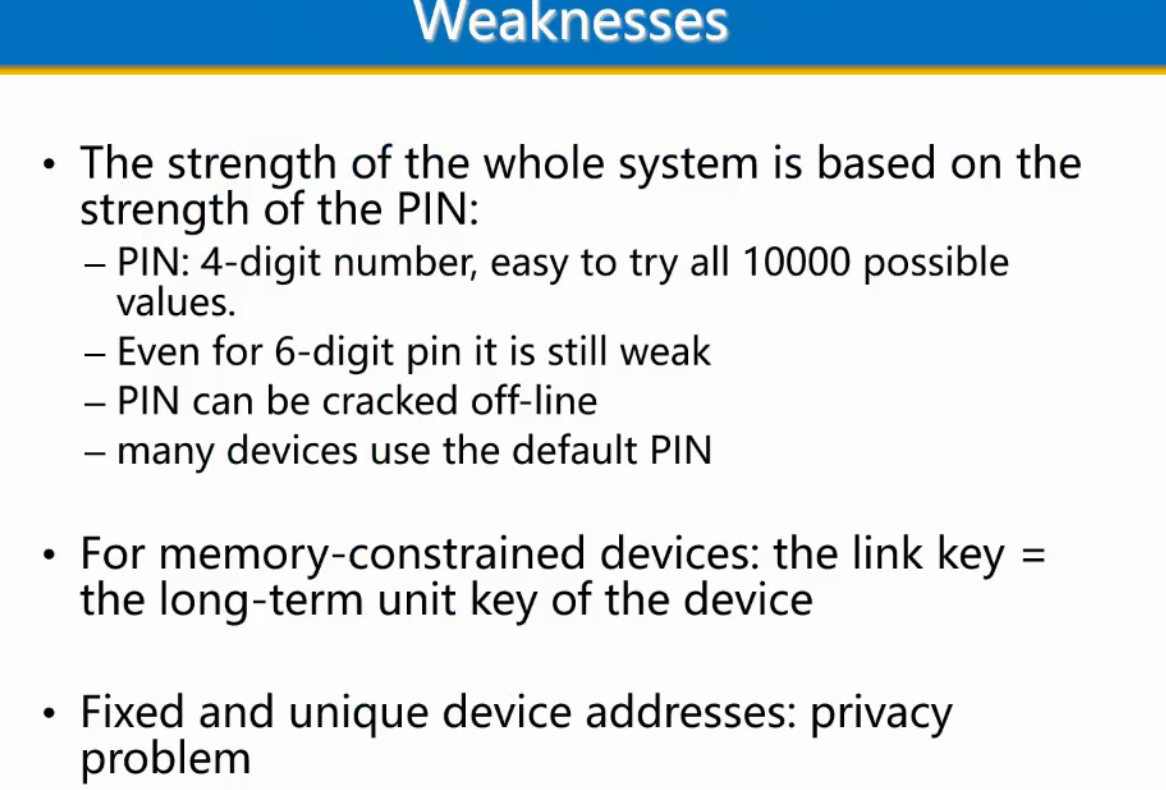 Weaknesses
• The strength of the whole system is based on the
strength of the PIN:
– PIN: 4-digit number, easy to try all 10000 possible
values.
– Even for 6-digit pin it is still weak
– PIN can be cracked off-line
– many devices use the default PIN
• For memory-constrained devices: the link key =
the long-term unit key of the device
• Fixed and unique device addresses: privacy
problem